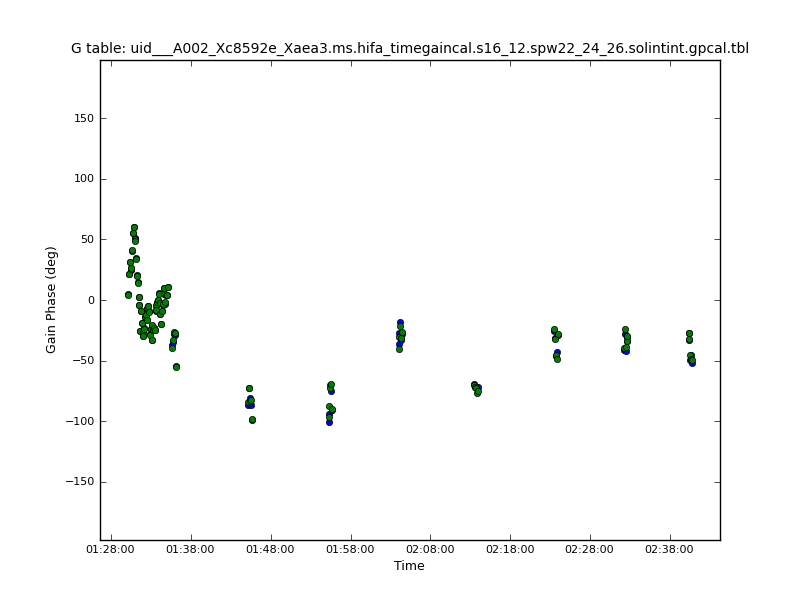 G table: uid___A002_Xc8592e_Xaea3.ms.hifa_timegaincal.s16_12.spw22_24_26.solintint.gpcal.tbl
150
100
50
0
−50
−100
−150
Gain Phase (deg)
01:28:00 01:38:00 01:48:00 01:58:00 02:08:00 02:18:00 02:28:00 02:38:00
Time